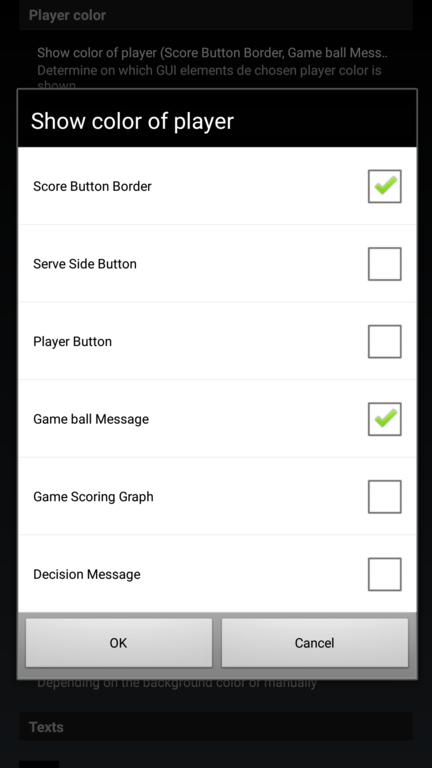 Player color
Show color of player (Score Button Border, Game ball Mess..
Determine on which GUI elements de chosen player color is
shown
Show color of player
Score Button Border
Serve Side Button
Player Button
Game ball Message
Game Scoring Graph
Decision Message
OK
Cancel
Depending on the background color or manually
Texts